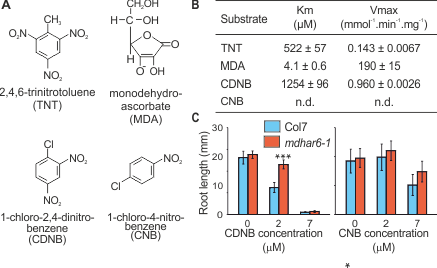 A
CH₃
O₂N
NO₂
NO₂
2,4,6-trinitrotoluene
(TNT)
CH₂OH
H
OH
O
O
O
OH
monodehydro-
ascorbate
(MDA)
Cl
NO₂
NO₂
1-chloro-2,4-dinitro-
benzene
(CDNB)
NO₂
Cl
1-chloro-4-nitro-
benzene
(CNB)
B
Substrate Km (µM) Vmax (mmol⁻¹.min⁻¹.mg⁻¹)
TNT 522 ± 57 0.143 ± 0.0067
MDA 4.1 ± 0.6 190 ± 15
CDNB 1254 ± 96 0.960 ± 0.0026
CNB n.d. n.d.
C
Col7
mdhar6-1
Root length (mm)
30
20
10
0
***
0 2 7
CDNB concentration
(µM)
0 2 7
CNB concentration
(µM)
*